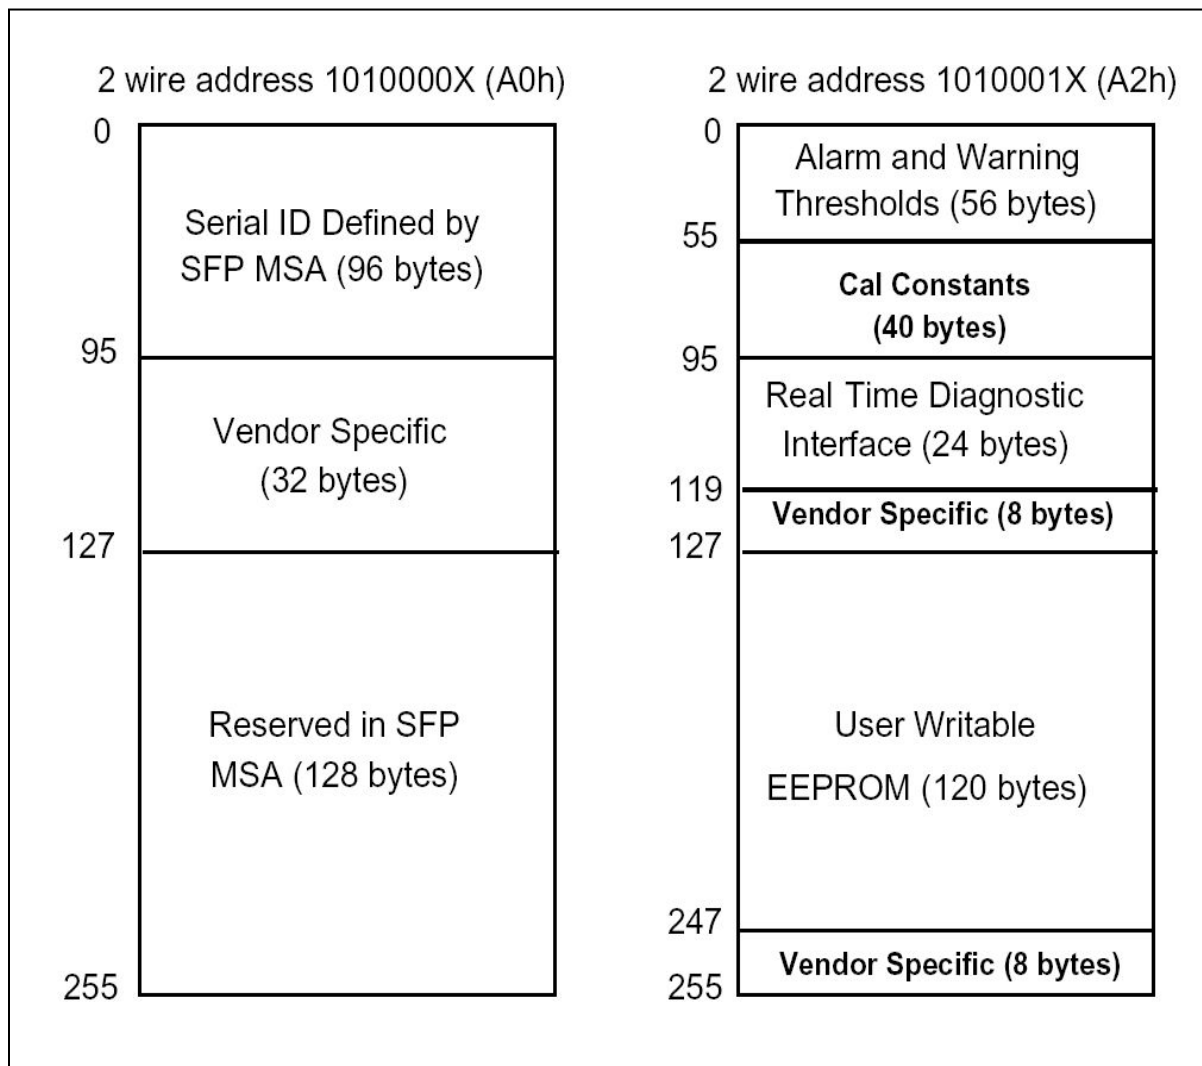 2 wire address 1010000X (A0h)
0
Serial ID Defined by
SFP MSA (96 bytes)
95
Vendor Specific
(32 bytes)
127
Reserved in SFP
MSA (128 bytes)
255
2 wire address 1010001X (A2h)
0
Alarm and Warning
Thresholds (56 bytes)
55
Cal Constants
(40 bytes)
95
Real Time Diagnostic
Interface (24 bytes)
119
Vendor Specific (8 bytes)
127
User Writable
EEPROM (120 bytes)
247
Vendor Specific (8 bytes)
255